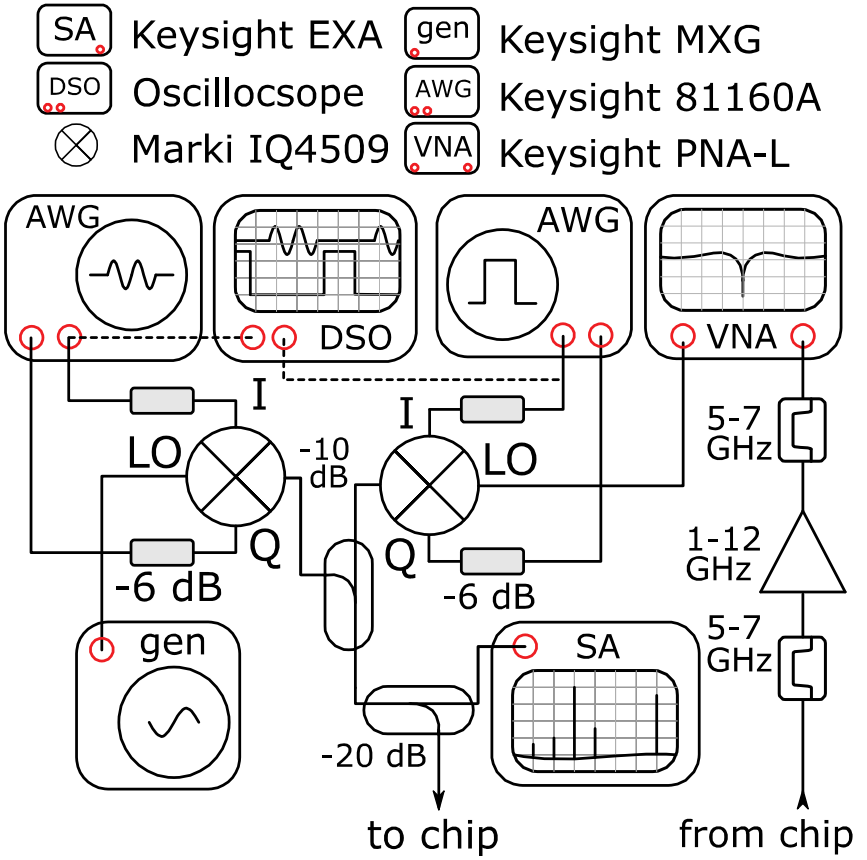 SA Keysight EXA gen Keysight MXG
DSO Oscillocsope AWG Keysight 81160A
Marki IQ4509 VNA Keysight PNA-L
AWG
DSO
AWG
VNA
I
LO
Q
-6 dB
-10
dB
I
LO
Q
-6 dB
5-7
GHz
1-12
GHz
5-7
GHz
gen
SA
-20 dB
to chip
from chip